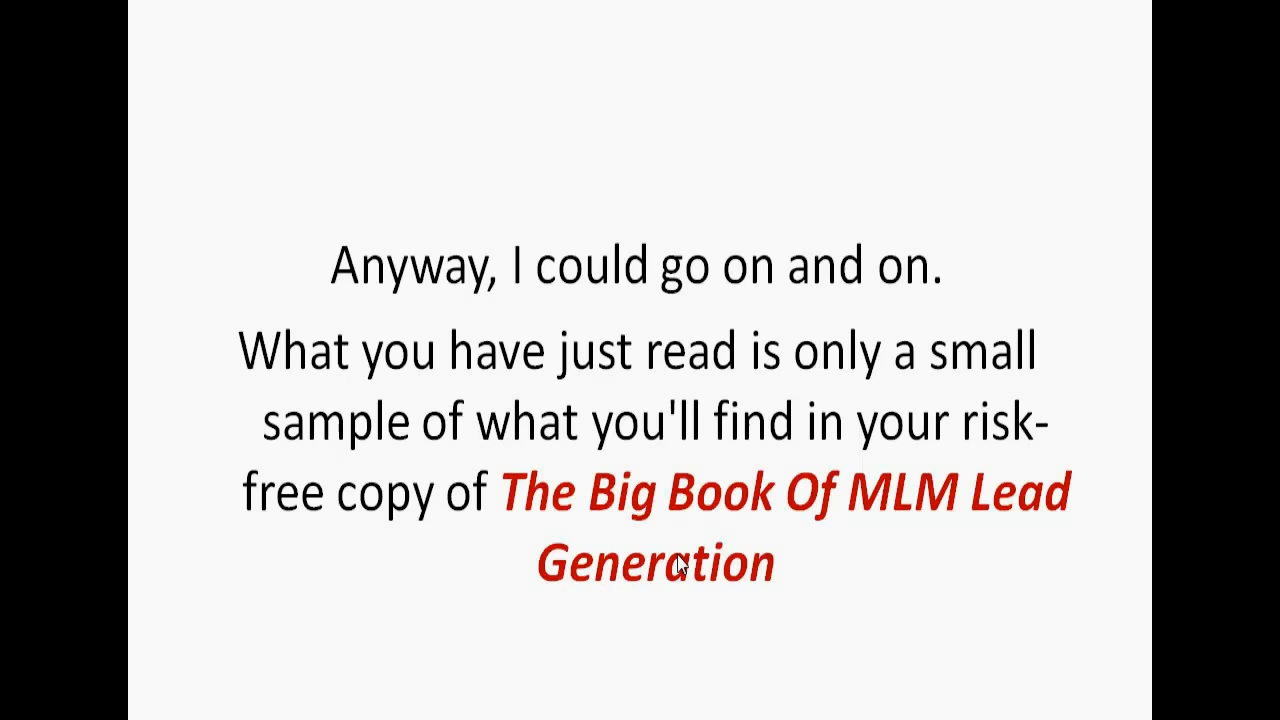 Anyway, I could go on and on.
What you have just read is only a small
sample of what you'll find in your risk-
free copy of The Big Book Of MLM Lead
Generation